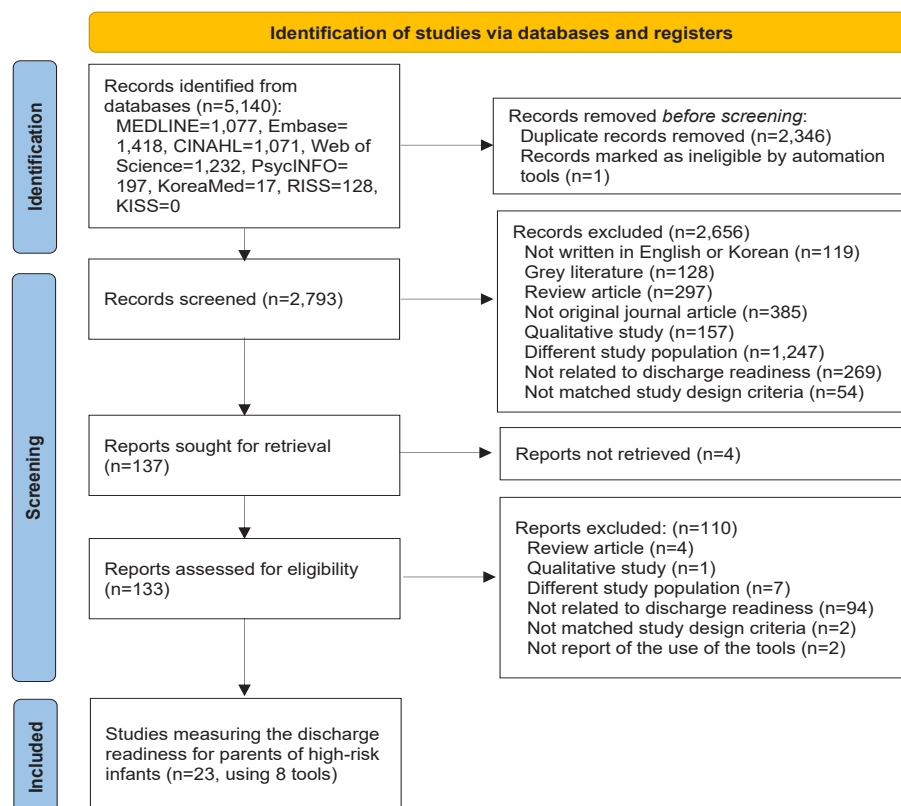 Identification of studies via databases and registers
Identification
Records identified from
databases (n=5,140):
MEDLINE=1,077, Embase=
1,418, CINAHL=1,071, Web of
Science=1,232, PsycINFO=
197, KoreaMed=17, RISS=128,
KISS=0
Records removed before screening:
Duplicate records removed (n=2,346)
Records marked as ineligible by automation
tools (n=1)
Screening
Records screened (n=2,793)
Records excluded (n=2,656)
Not written in English or Korean (n=119)
Grey literature (n=128)
Review article (n=297)
Not original journal article (n=385)
Qualitative study (n=157)
Different study population (n=1,247)
Not related to discharge readiness (n=269)
Not matched study design criteria (n=54)
Reports sought for retrieval
(n=137)
Reports not retrieved (n=4)
Reports assessed for eligibility
(n=133)
Reports excluded: (n=110)
Review article (n=4)
Qualitative study (n=1)
Different study population (n=7)
Not related to discharge readiness (n=94)
Not matched study design criteria (n=2)
Not report of the use of the tools (n=2)
Included
Studies measuring the discharge
readiness for parents of high-risk
infants (n=23, using 8 tools)